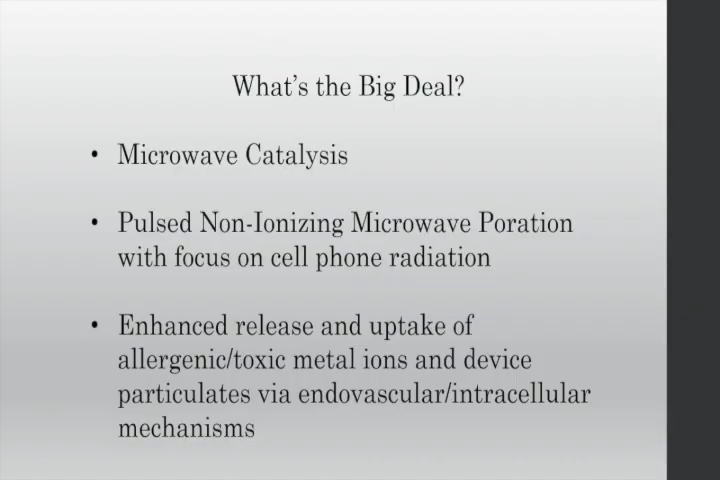 What's the Big Deal?
• Microwave Catalysis
• Pulsed Non-Ionizing Microwave Poration
with focus on cell phone radiation
• Enhanced release and uptake of
allergenic/toxic metal ions and device
particulates via endovascular/intracellular
mechanisms